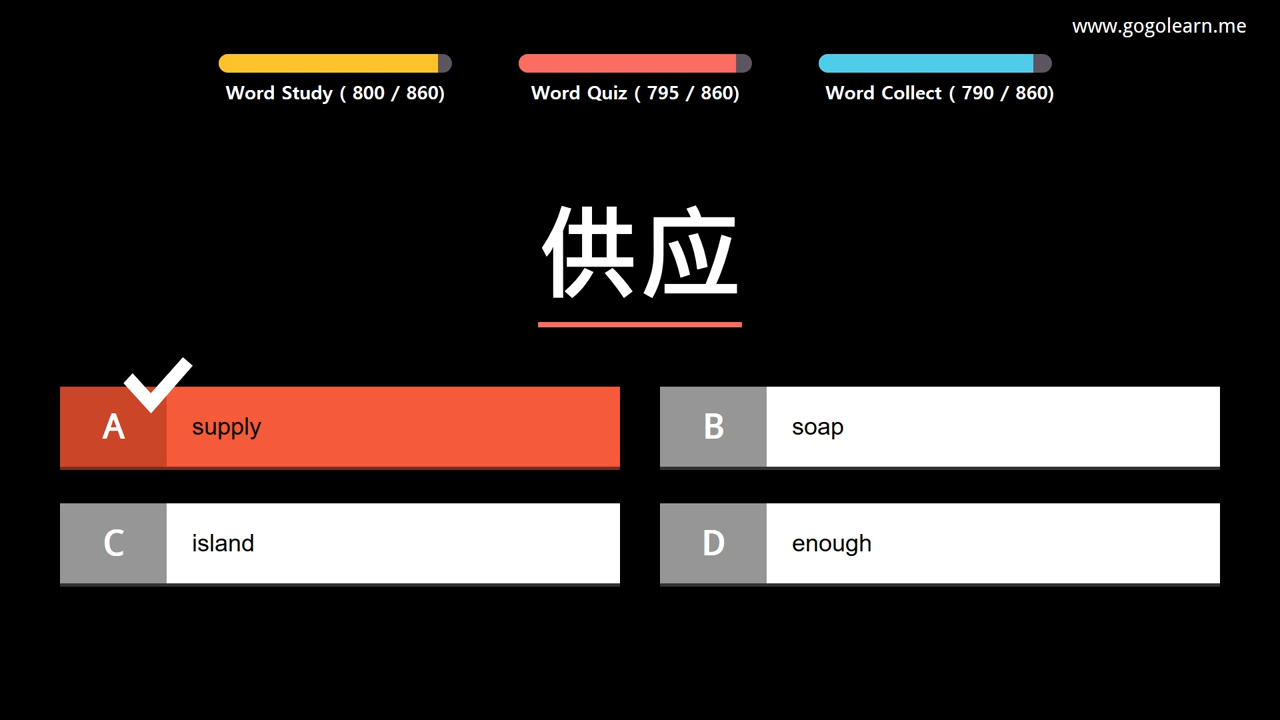 www.gogolearn.me
Word Study ( 800 / 860)
Word Quiz ( 795 / 860)
Word Collect ( 790 / 860)
供应
A supply
B soap
C island
D enough